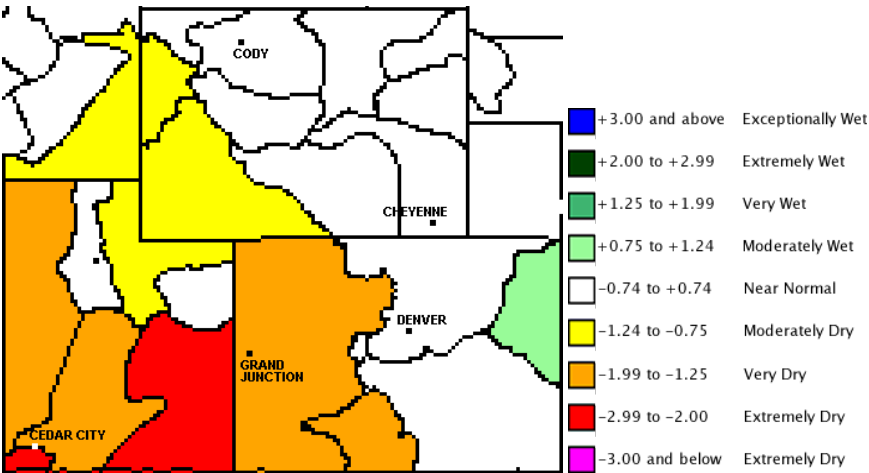 CODY
CHEYENNE
DENVER
GRAND
JUNCTION
CEDAR CITY
+3.00 and above Exceptionally Wet
+2.00 to +2.99 Extremely Wet
+1.25 to +1.99 Very Wet
+0.75 to +1.24 Moderately Wet
-0.74 to +0.74 Near Normal
-1.24 to -0.75 Moderately Dry
-1.99 to -1.25 Very Dry
-2.99 to -2.00 Extremely Dry
-3.00 and below Extremely Dry